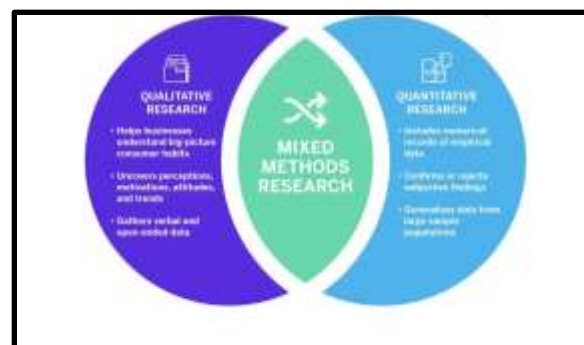 QUALITATIVE
RESEARCH
• Helps businesses
understand big-picture
consumer habits
• Uncovers perceptions,
motivations, attitudes,
and trends
• Gathers verbal and
open-ended data
MIXED
METHODS
RESEARCH
QUANTITATIVE
RESEARCH
• Includes numerical
records of empirical
data
• Confirms or rejects
subjective findings
• Generalizes data from
large sample
populations